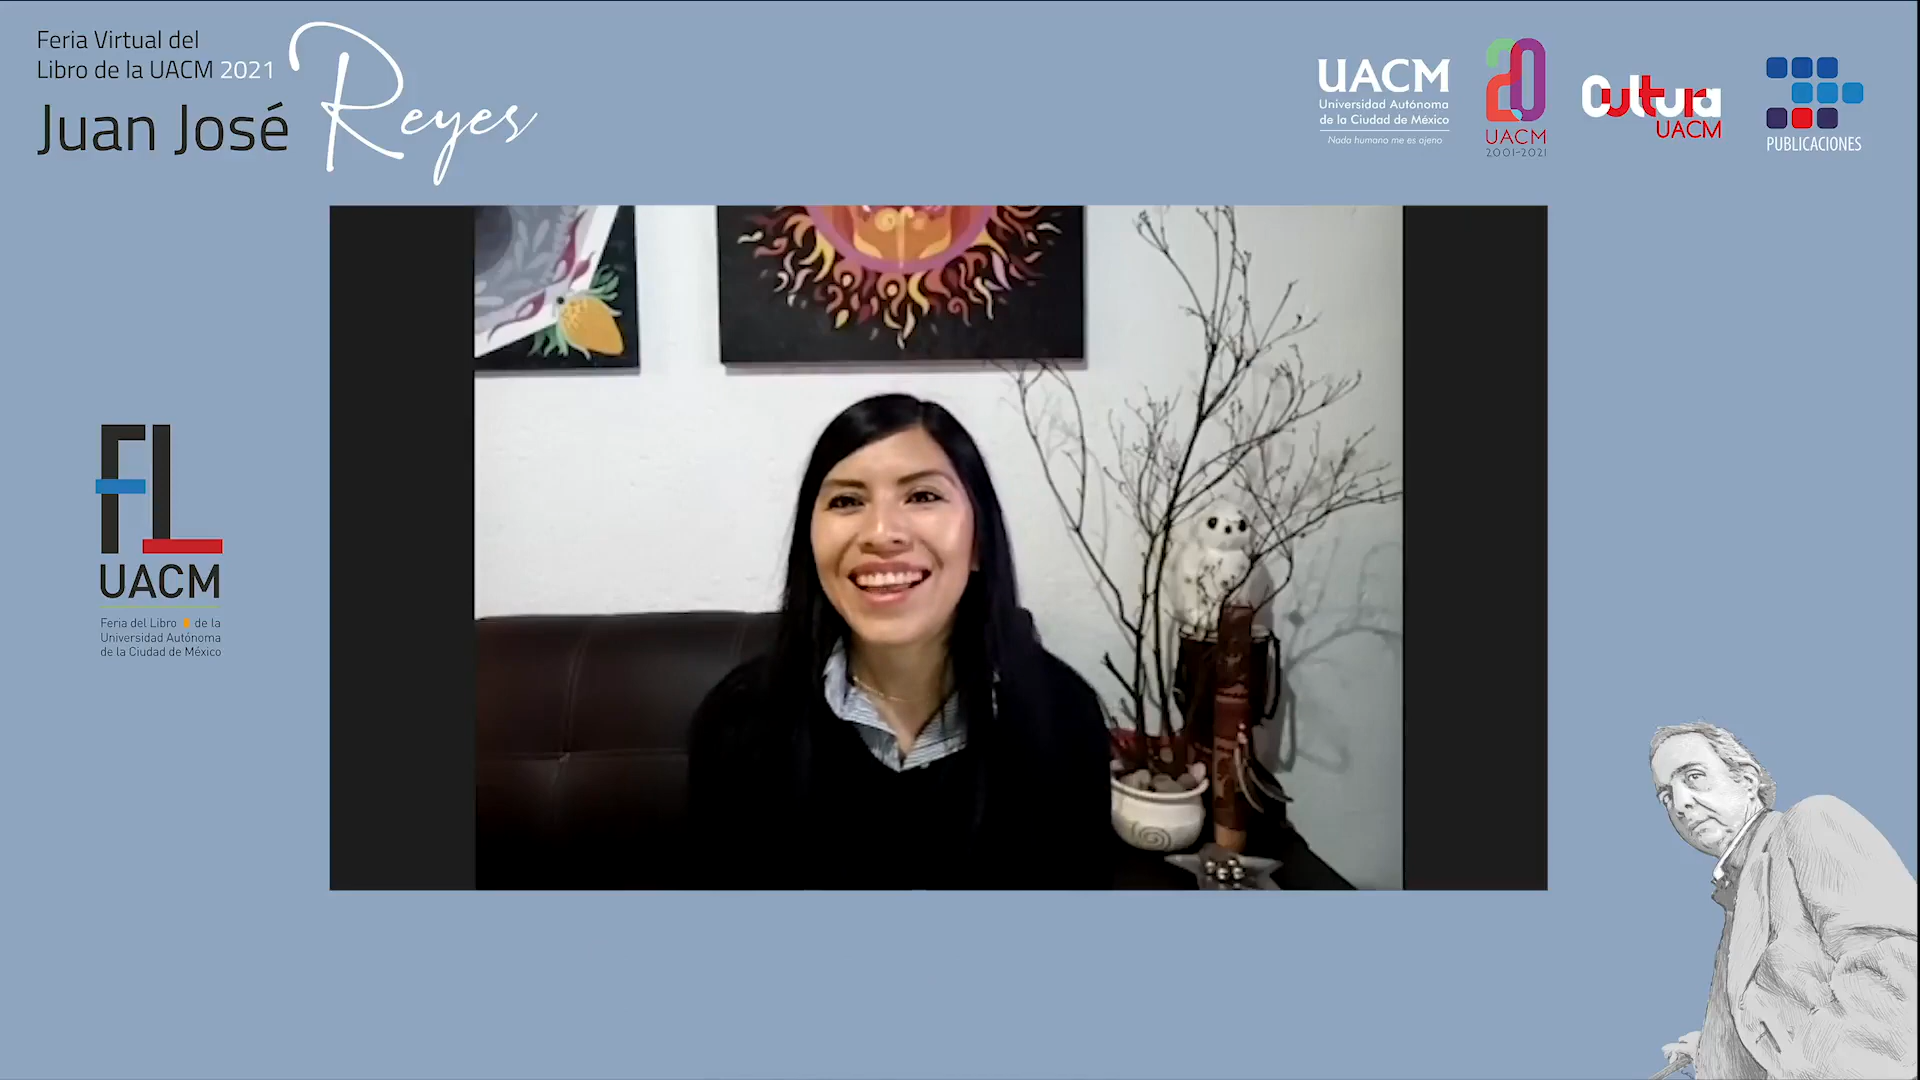 Feria Virtual del
Libro de la UACM 2021
Juan José Reyes
UACM
Universidad Autónoma
de la Ciudad de México
Nada humano me es ajeno
20
UACM
2001-2021
Cultura
UACM
PUBLICACIONES
FL
UACM
Feria del Libro de la
Universidad Autónoma
de la Ciudad de México